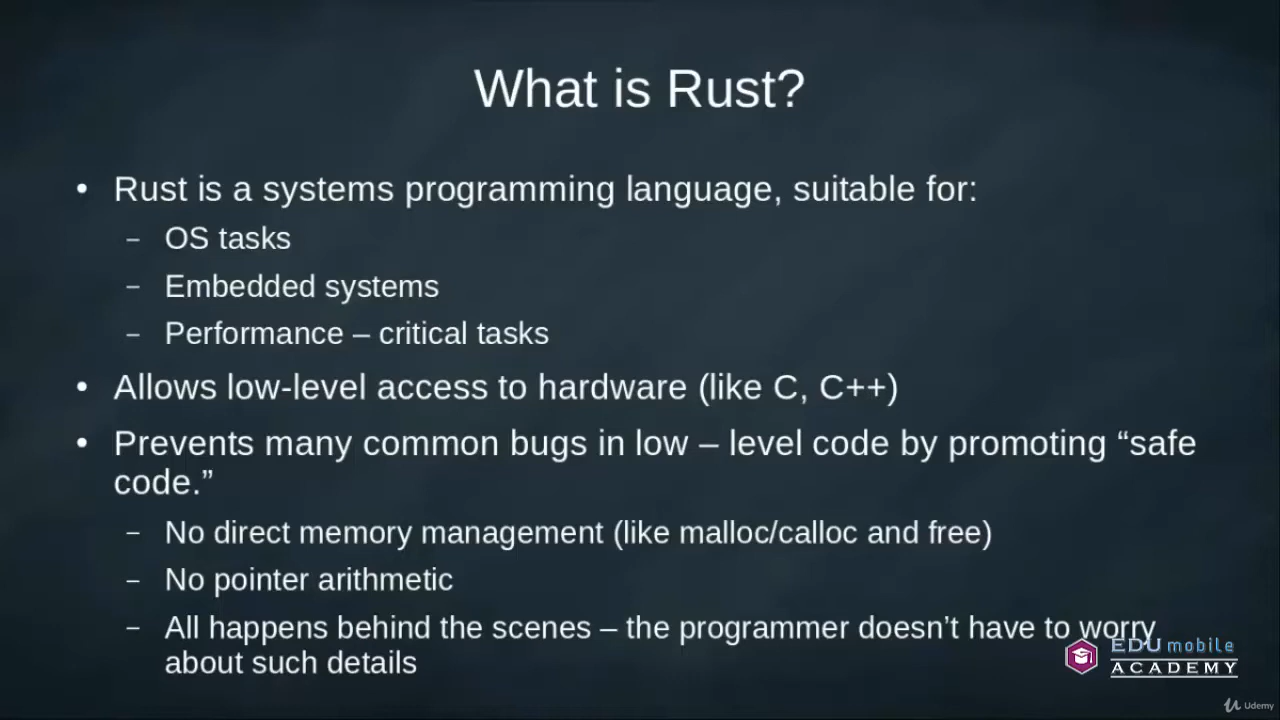 What is Rust?
• Rust is a systems programming language, suitable for:
– OS tasks
– Embedded systems
– Performance – critical tasks
• Allows low-level access to hardware (like C, C++)
• Prevents many common bugs in low – level code by promoting “safe
code.”
– No direct memory management (like malloc/calloc and free)
– No pointer arithmetic
– All happens behind the scenes – the programmer doesn’t have to worry
about such details
EDUmobile
ACADEMY
Udemy